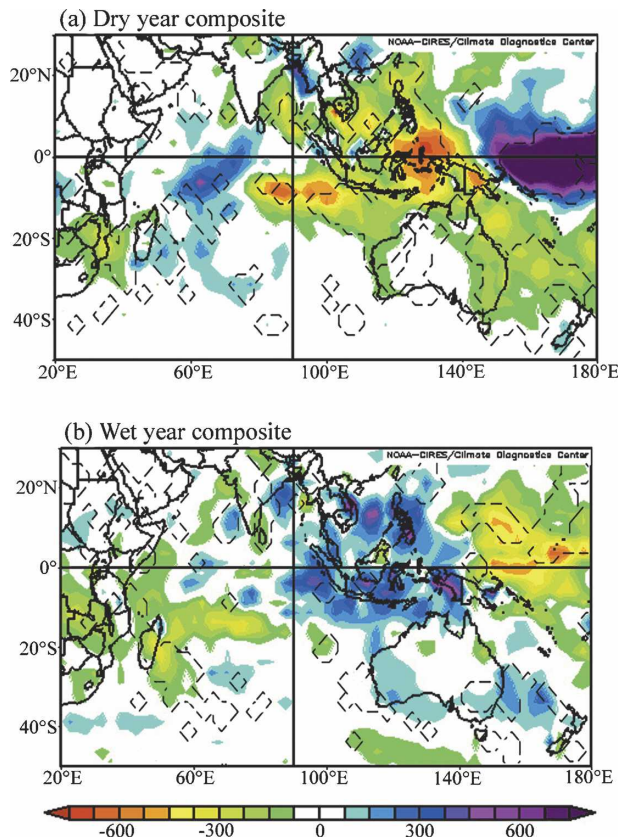 (a) Dry year composite
NOAA-CIRES/Climate Diagnostics Center
20°N
0°
20°S
40°S
20°E 60°E 100°E 140°E 180°E
(b) Wet year composite
NOAA-CIRES/Climate Diagnostics Center
20°N
0°
20°S
40°S
20°E 60°E 100°E 140°E 180°E
-600 -300 0 300 600